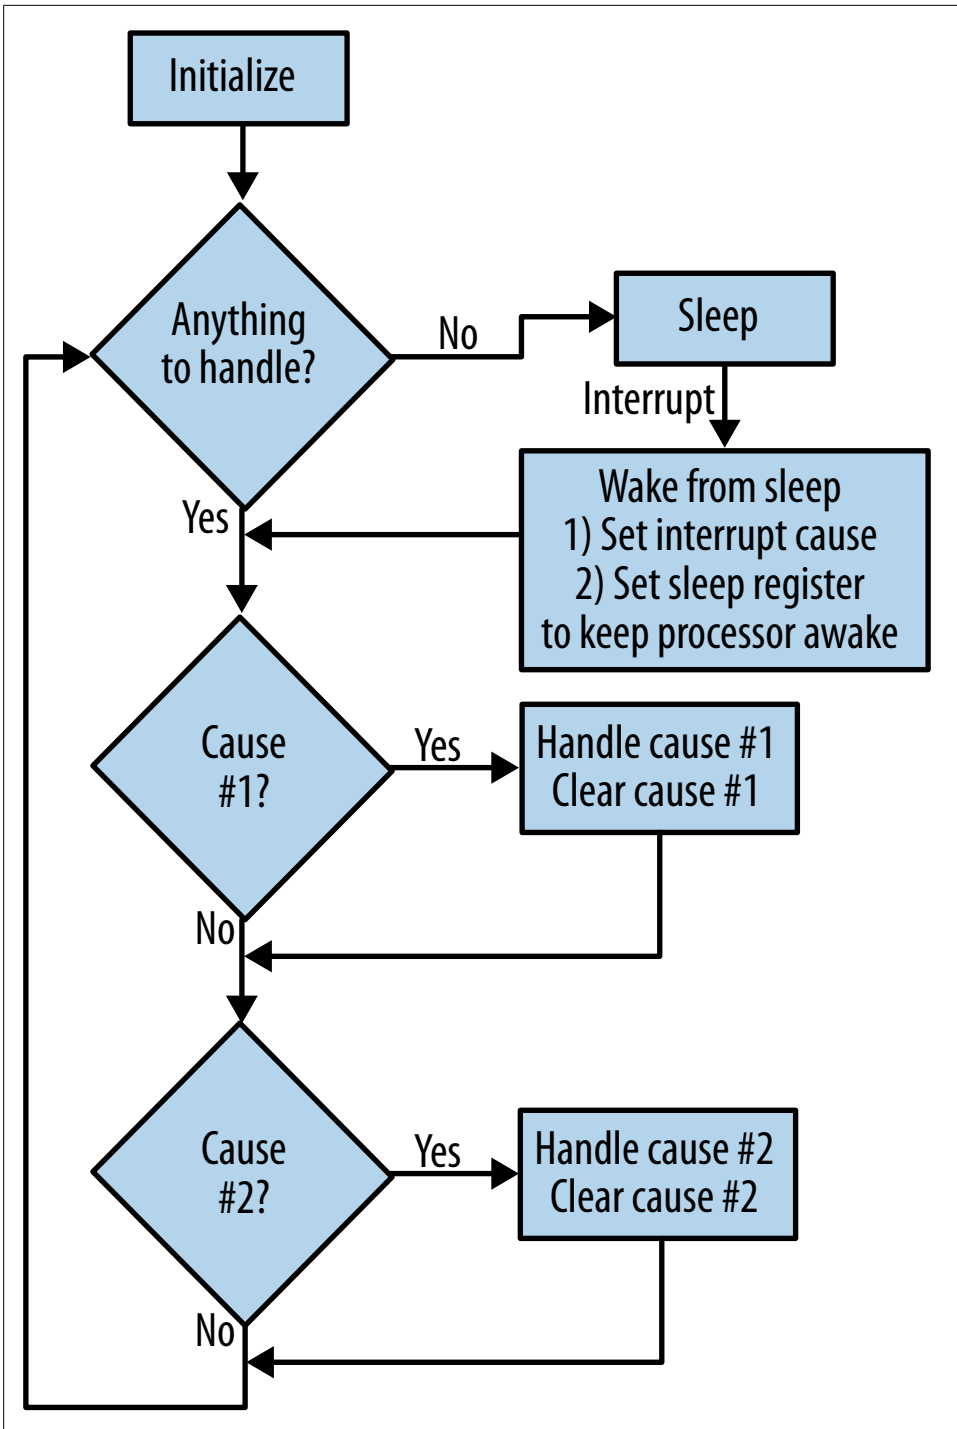 Initialize
Anything
to handle?
No
Sleep
Interrupt
Wake from sleep
1) Set interrupt cause
2) Set sleep register
to keep processor awake
Yes
Cause
#1?
Yes
Handle cause #1
Clear cause #1
No
Cause
#2?
Yes
Handle cause #2
Clear cause #2
No